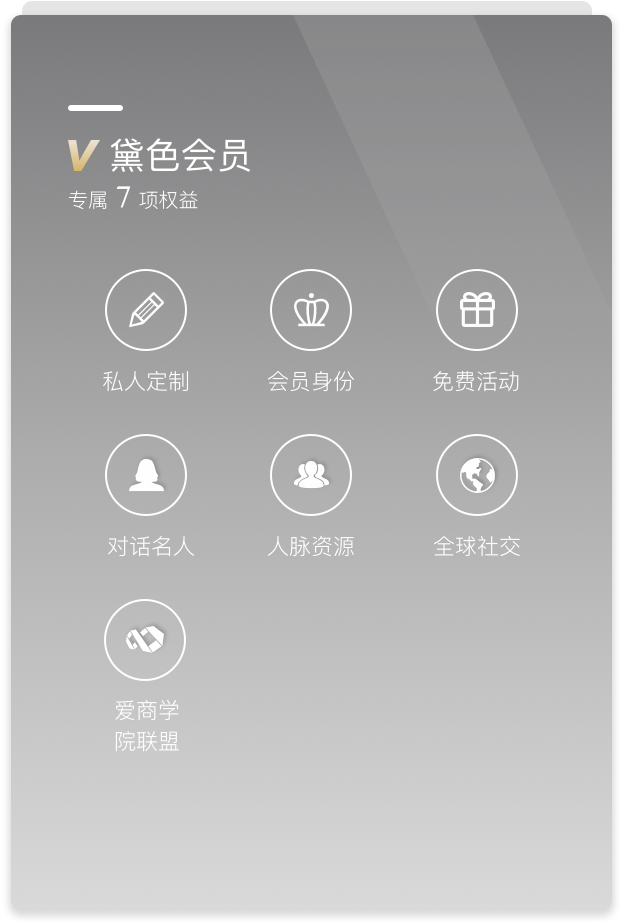 V 黛色会员
专属 7 项权益
私人定制 会员身份 免费活动
对话名人 人脉资源 全球社交
爱商学
院联盟